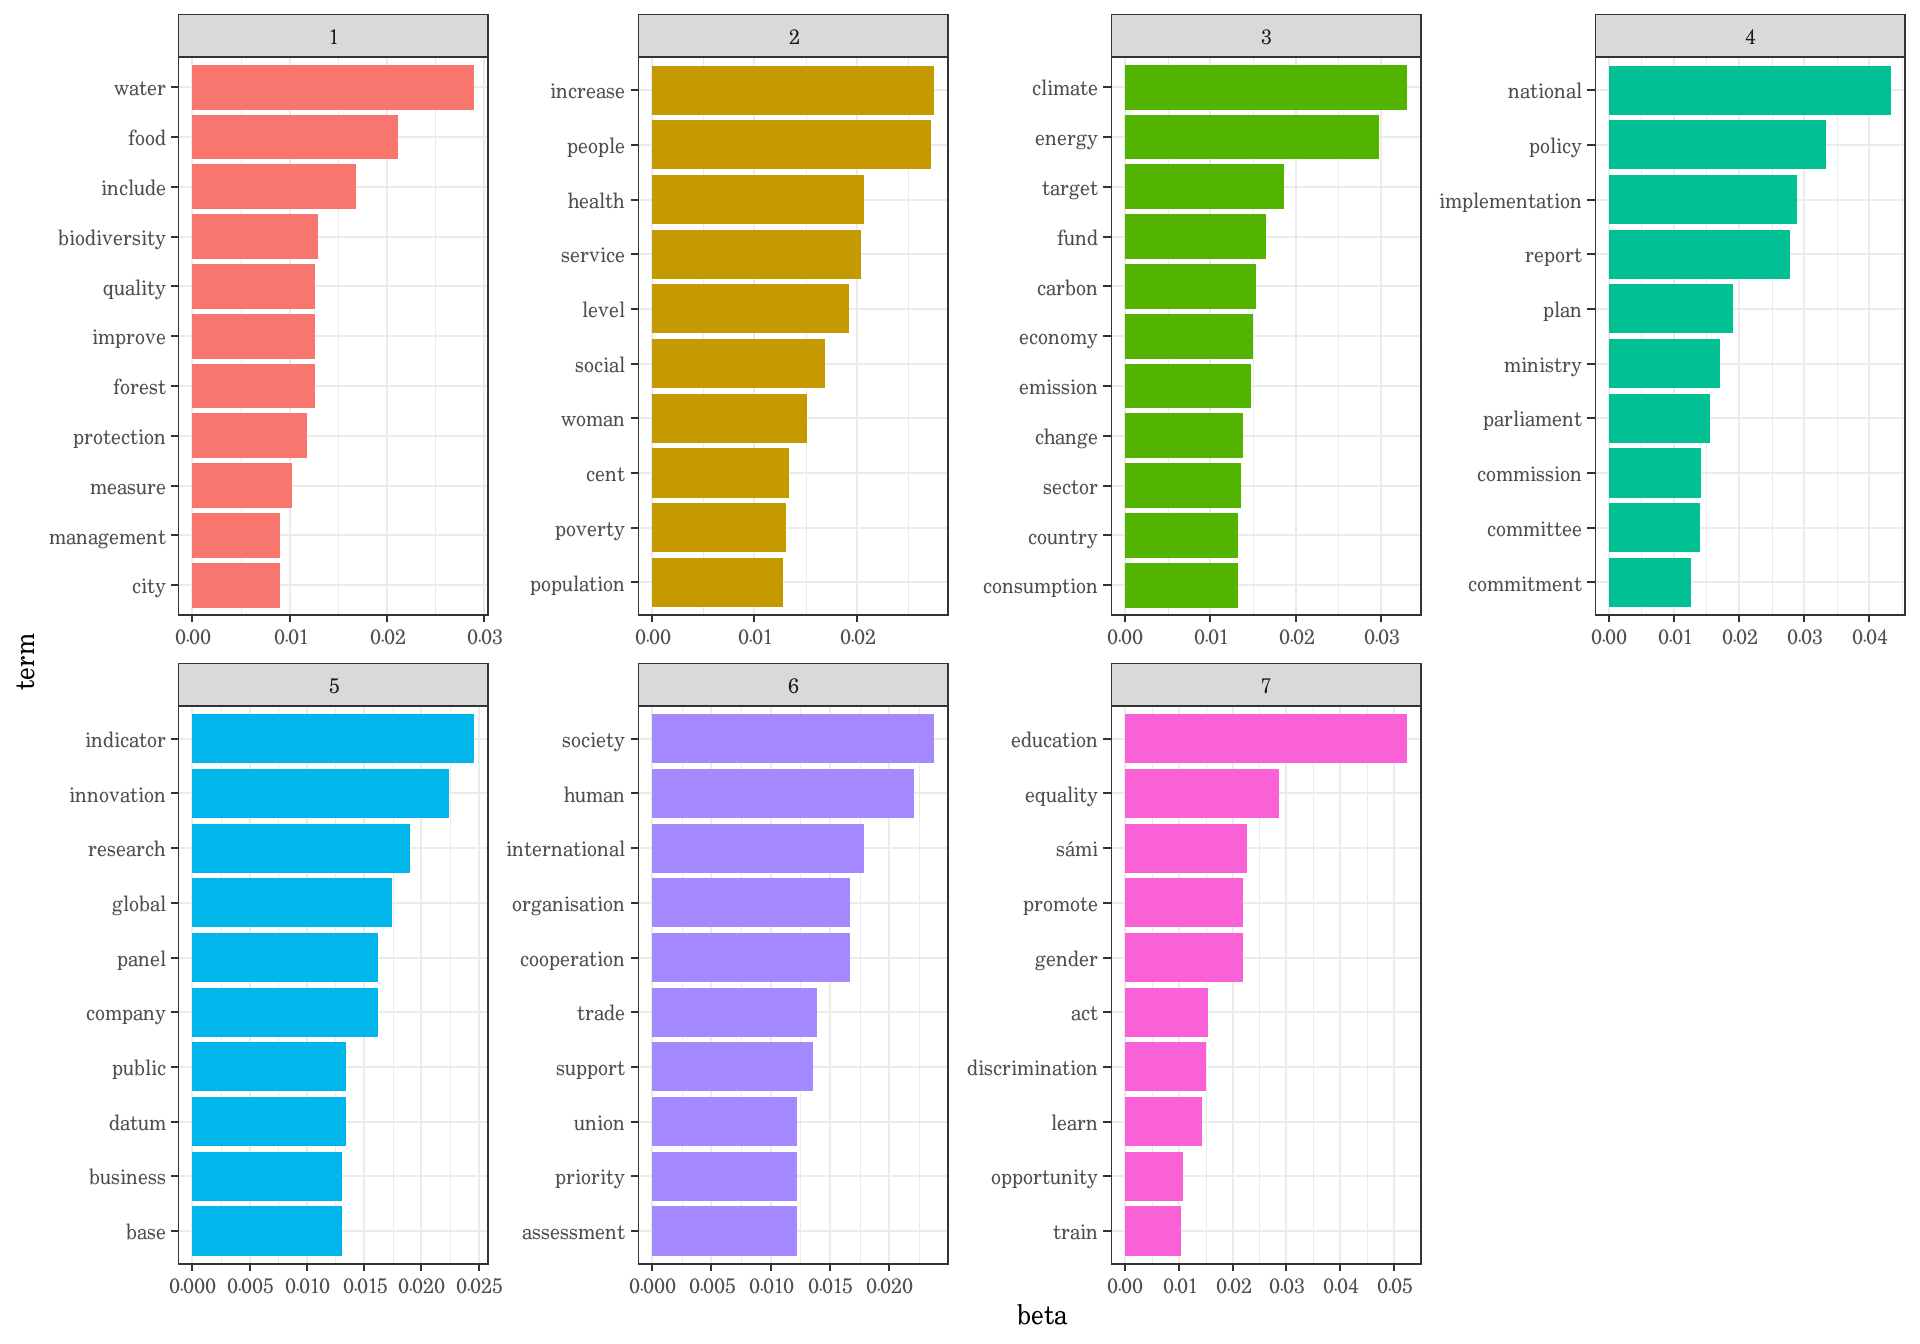 term
1
water
food
include
biodiversity
quality
improve
forest
protection
measure
management
city
0.00 0.01 0.02 0.03
2
increase
people
health
service
level
social
woman
cent
poverty
population
0.00 0.01 0.02
3
climate
energy
target
fund
carbon
economy
emission
change
sector
country
consumption
0.00 0.01 0.02 0.03
4
national
policy
implementation
report
plan
ministry
parliament
commission
committee
commitment
0.00 0.01 0.02 0.03 0.04
5
indicator
innovation
research
global
panel
company
public
datum
business
base
0.000 0.005 0.010 0.015 0.020 0.025
6
society
human
international
organisation
cooperation
trade
support
union
priority
assessment
0.000 0.005 0.010 0.015 0.020
7
education
equality
sámi
promote
gender
act
discrimination
learn
opportunity
train
0.00 0.01 0.02 0.03 0.04 0.05
beta